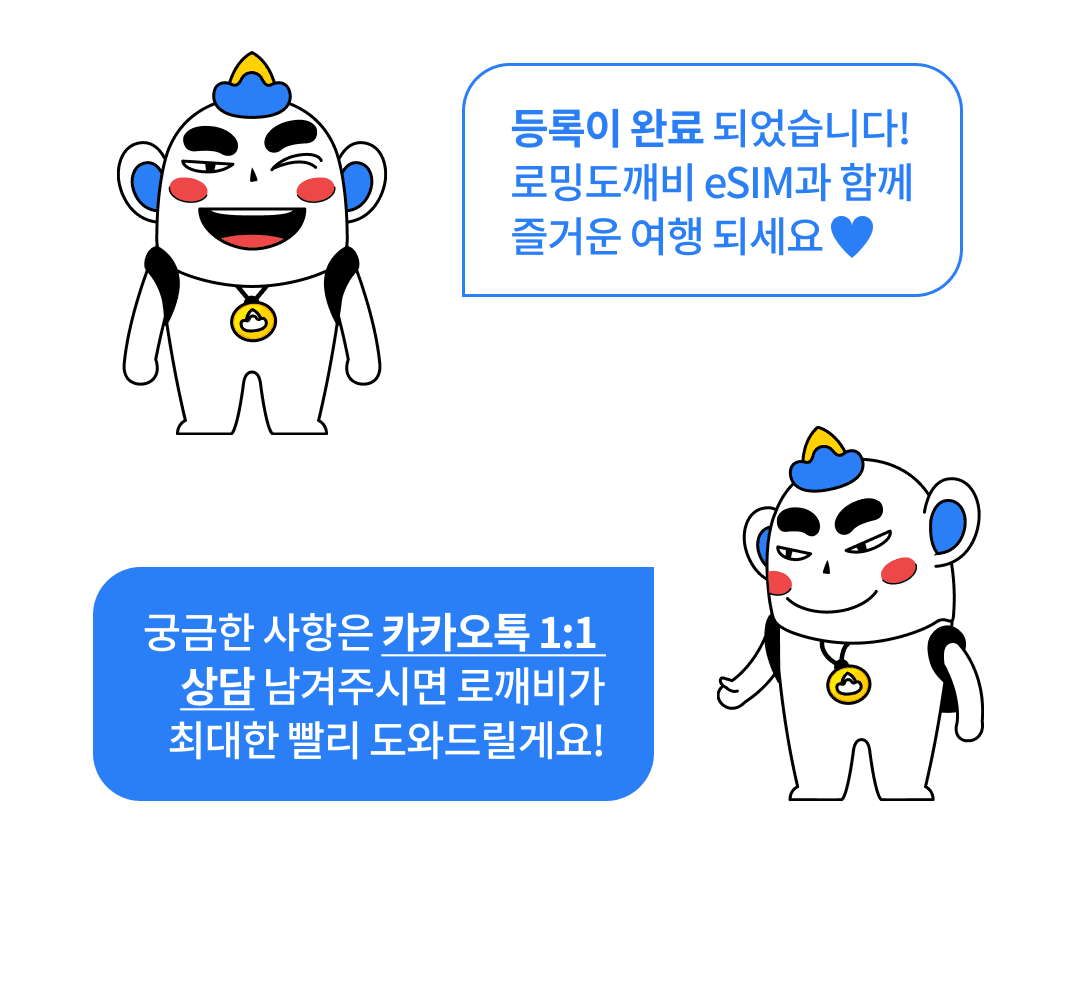 등록이 완료 되었습니다!
로밍도깨비 eSIM과 함께
즐거운 여행 되세요💙
궁금한 사항은 카카오톡 1:1
상담 남겨주시면 로깨비가
최대한 빨리 도와드릴게요!